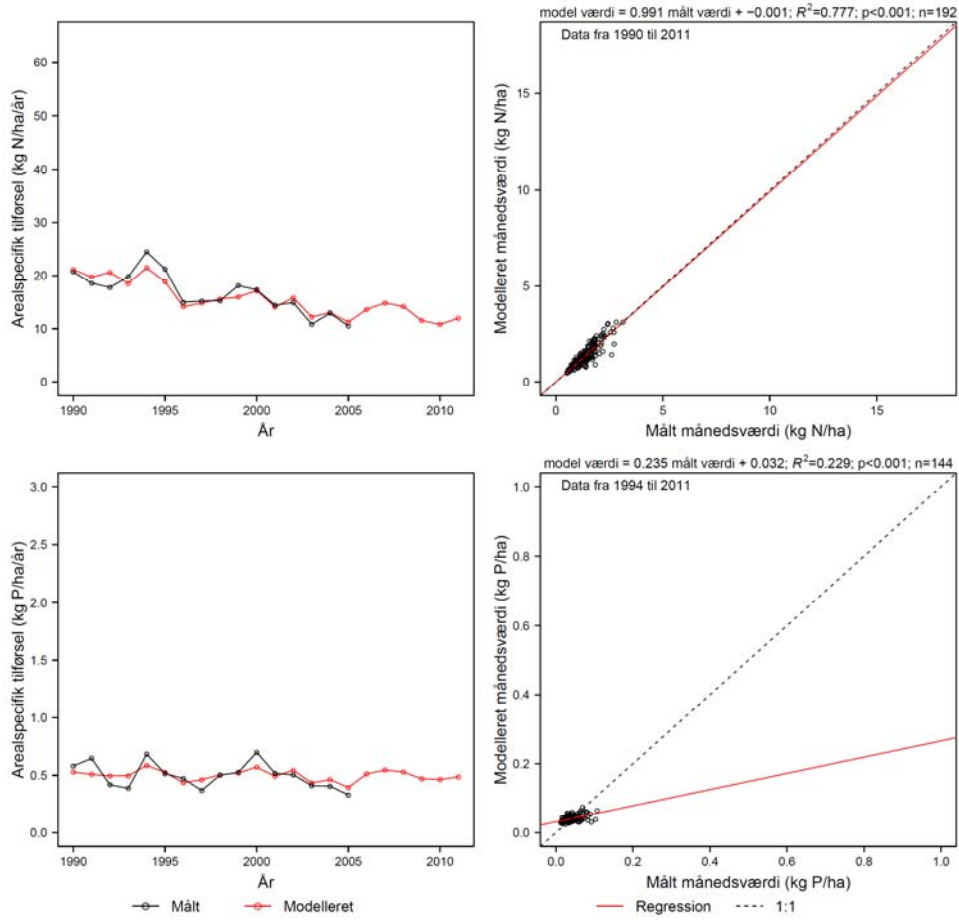 model værdi = 0.991 målt værdi + −0.001; R²=0.777; p<0.001; n=192
Data fra 1990 til 2011
Arealspecifik tilførsel (kg N/ha/år)
60
50
40
30
20
10
0
1990 1995 2000 2005 2010
År
Modelleret månedsværdi (kg N/ha)
15
10
5
0
0 5 10 15
Målt månedsværdi (kg N/ha)
model værdi = 0.235 målt værdi + 0.032; R²=0.229; p<0.001; n=144
Data fra 1994 til 2011
Arealspecifik tilførsel (kg P/ha/år)
3.0
2.5
2.0
1.5
1.0
0.5
0.0
1990 1995 2000 2005 2010
År
Modelleret månedsværdi (kg P/ha)
1.0
0.8
0.6
0.4
0.2
0.0
0.0 0.2 0.4 0.6 0.8 1.0
Målt månedsværdi (kg P/ha)
Målt Modelleret
Regression 1:1